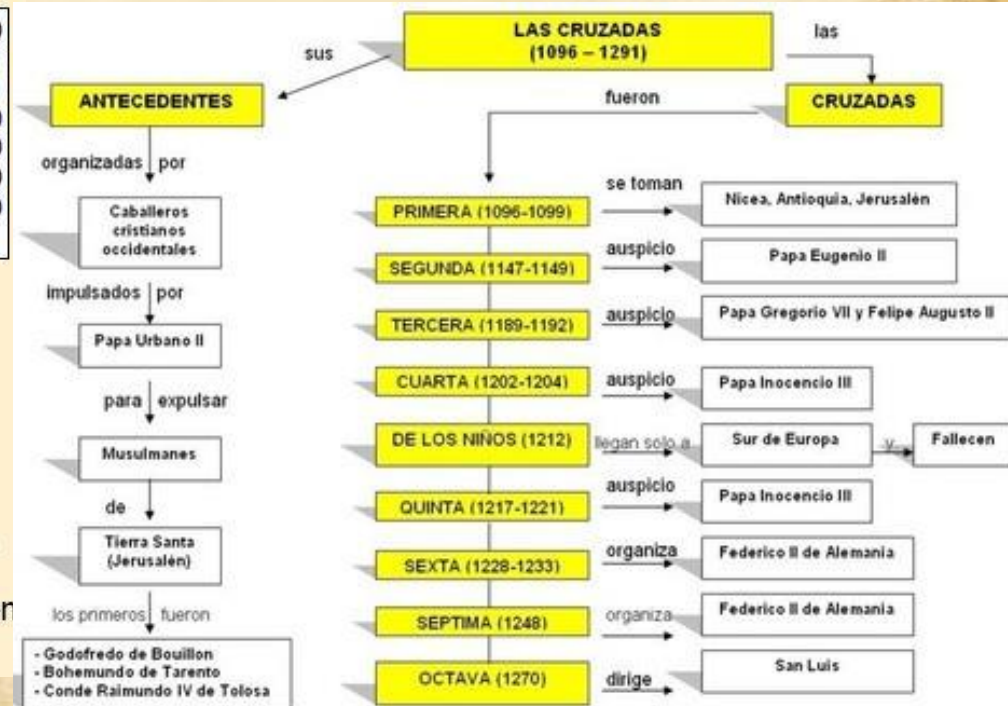 LAS CRUZADAS
(1096 – 1291)
sus
las
ANTECEDENTES
CRUZADAS
fueron
organizadas por
Caballeros
cristianos
occidentales
impulsados por
Papa Urbano II
para expulsar
Musulmanes
de
Tierra Santa
(Jerusalén)
los primeros fueron
- Godofredo de Bouillon
- Bohemundo de Tarento
- Conde Raimundo IV de Tolosa
PRIMERA (1096-1099)
se toman
Nicea, Antioquia, Jerusalén
SEGUNDA (1147-1149)
auspicio
Papa Eugenio II
TERCERA (1189-1192)
auspicio
Papa Gregorio VII y Felipe Augusto II
CUARTA (1202-1204)
auspicio
Papa Inocencio III
DE LOS NIÑOS (1212)
llegan solo a
Sur de Europa
y
Fallecen
QUINTA (1217-1221)
auspicio
Papa Inocencio III
SEXTA (1228-1233)
organiza
Federico II de Alemania
SEPTIMA (1248)
organiza
Federico II de Alemania
OCTAVA (1270)
dirige
San Luis